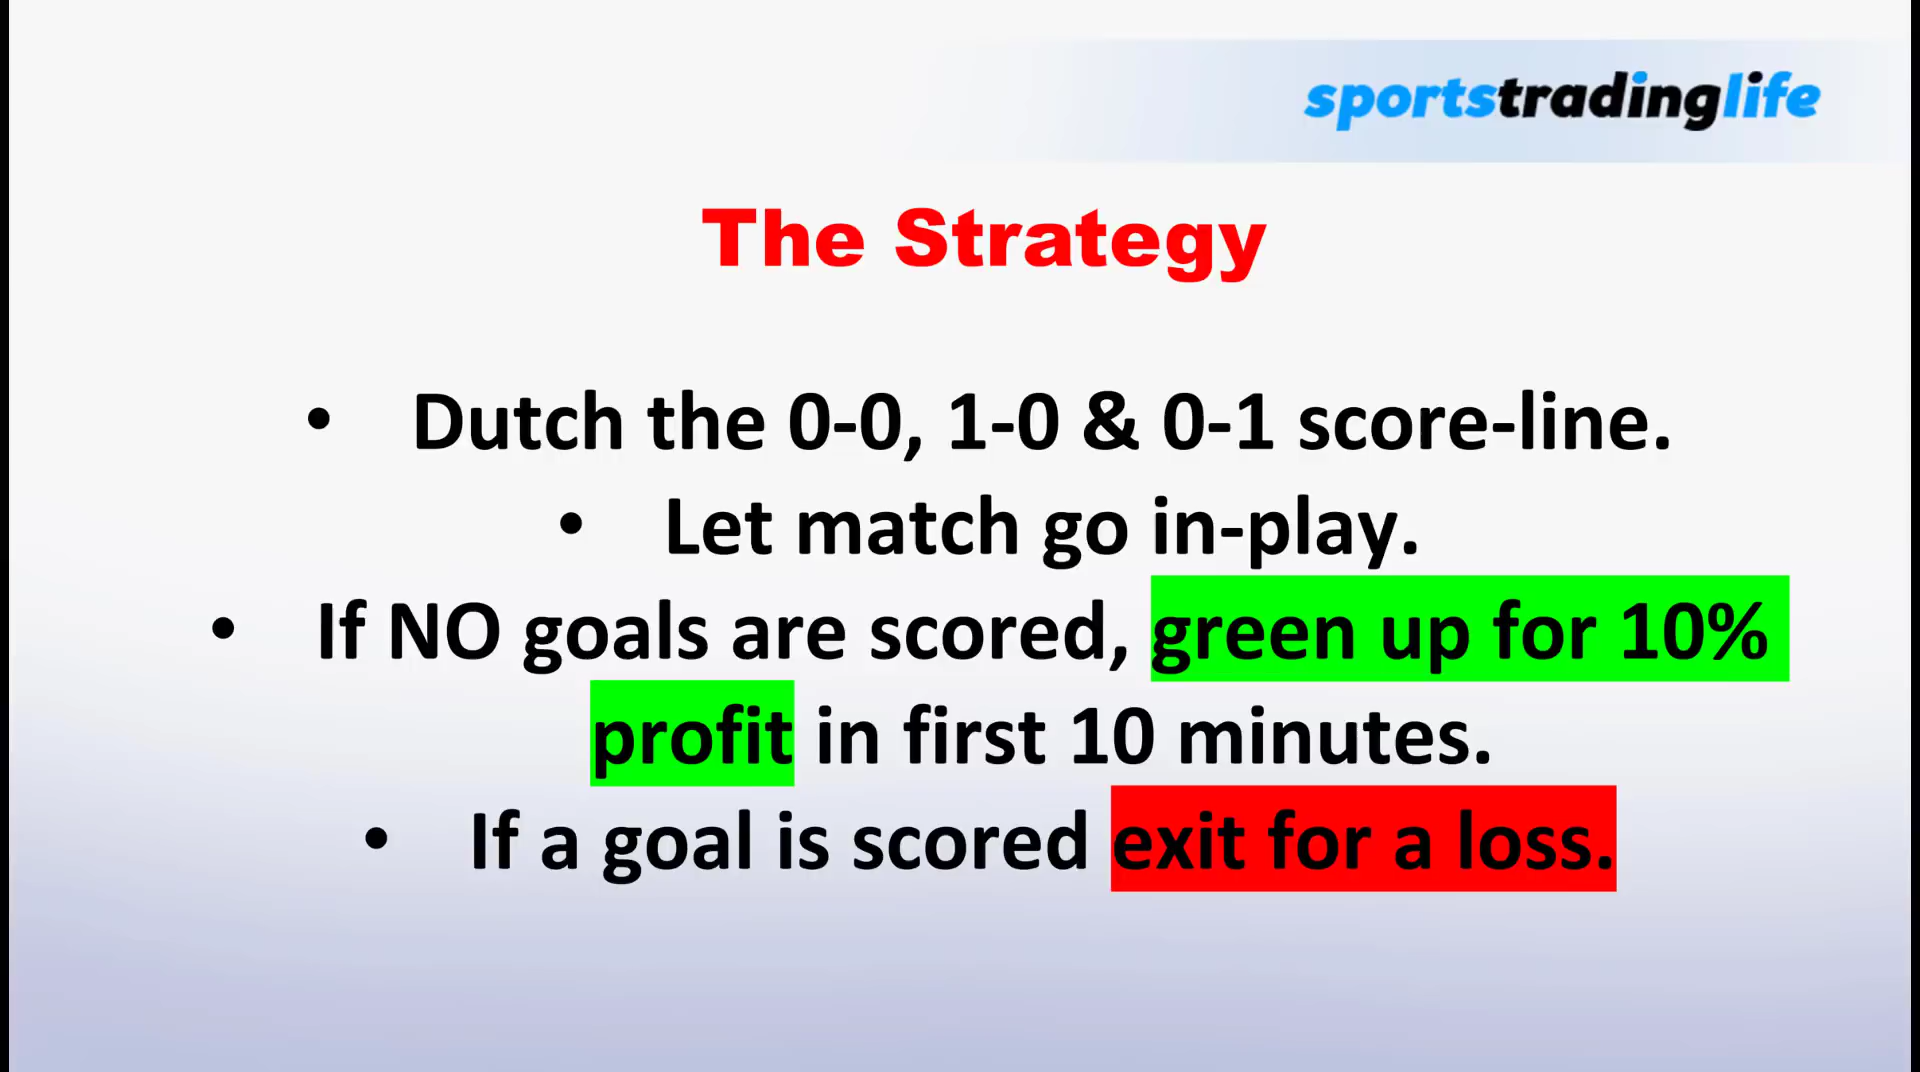 sportstradinglife
The Strategy
• Dutch the 0-0, 1-0 & 0-1 score-line.
• Let match go in-play.
• If NO goals are scored, green up for 10%
profit in first 10 minutes.
• If a goal is scored exit for a loss.